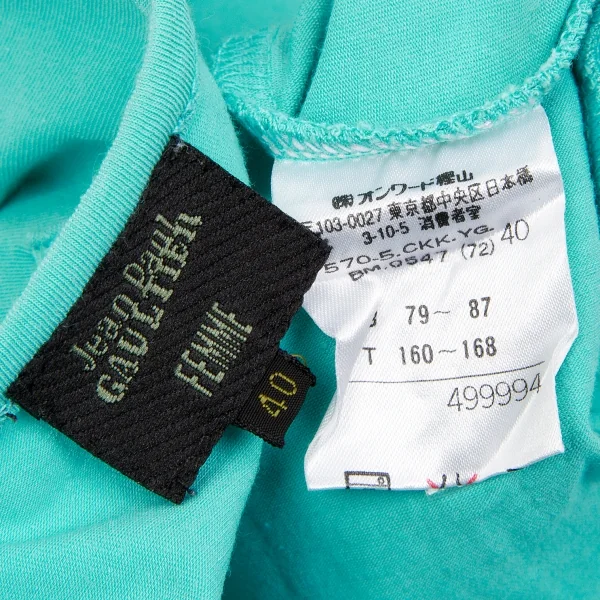 Jean Paul
GAULTIER
FEMME
40
㈱ オンワード樫山
103-0027 東京都中央区日本橋
3-10-5 消費者室
570-5.CKK.YG.
BM.0547 (72) 40
79~ 87
T 160~168
499994